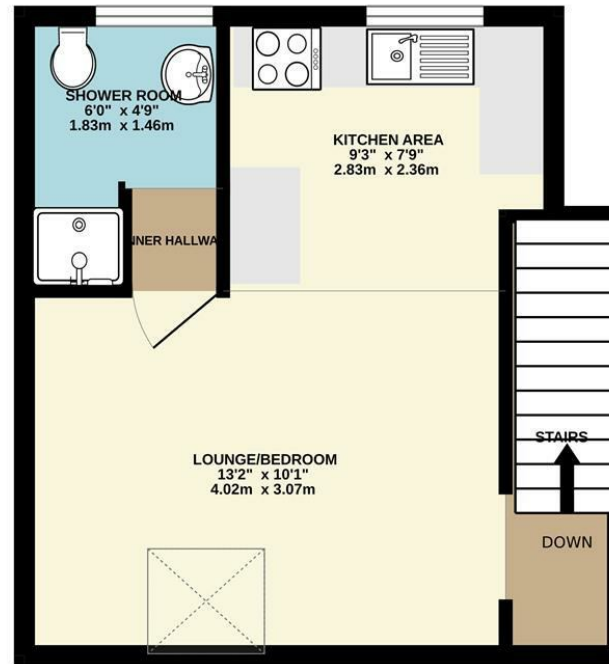 SHOWER ROOM
6'0" x 4'9"
1.83m x 1.46m
KITCHEN AREA
9'3" x 7'9"
2.83m x 2.36m
NNER HALLWA
LOUNGE/BEDROOM
13'2" x 10'1"
4.02m x 3.07m
STAIRS
DOWN